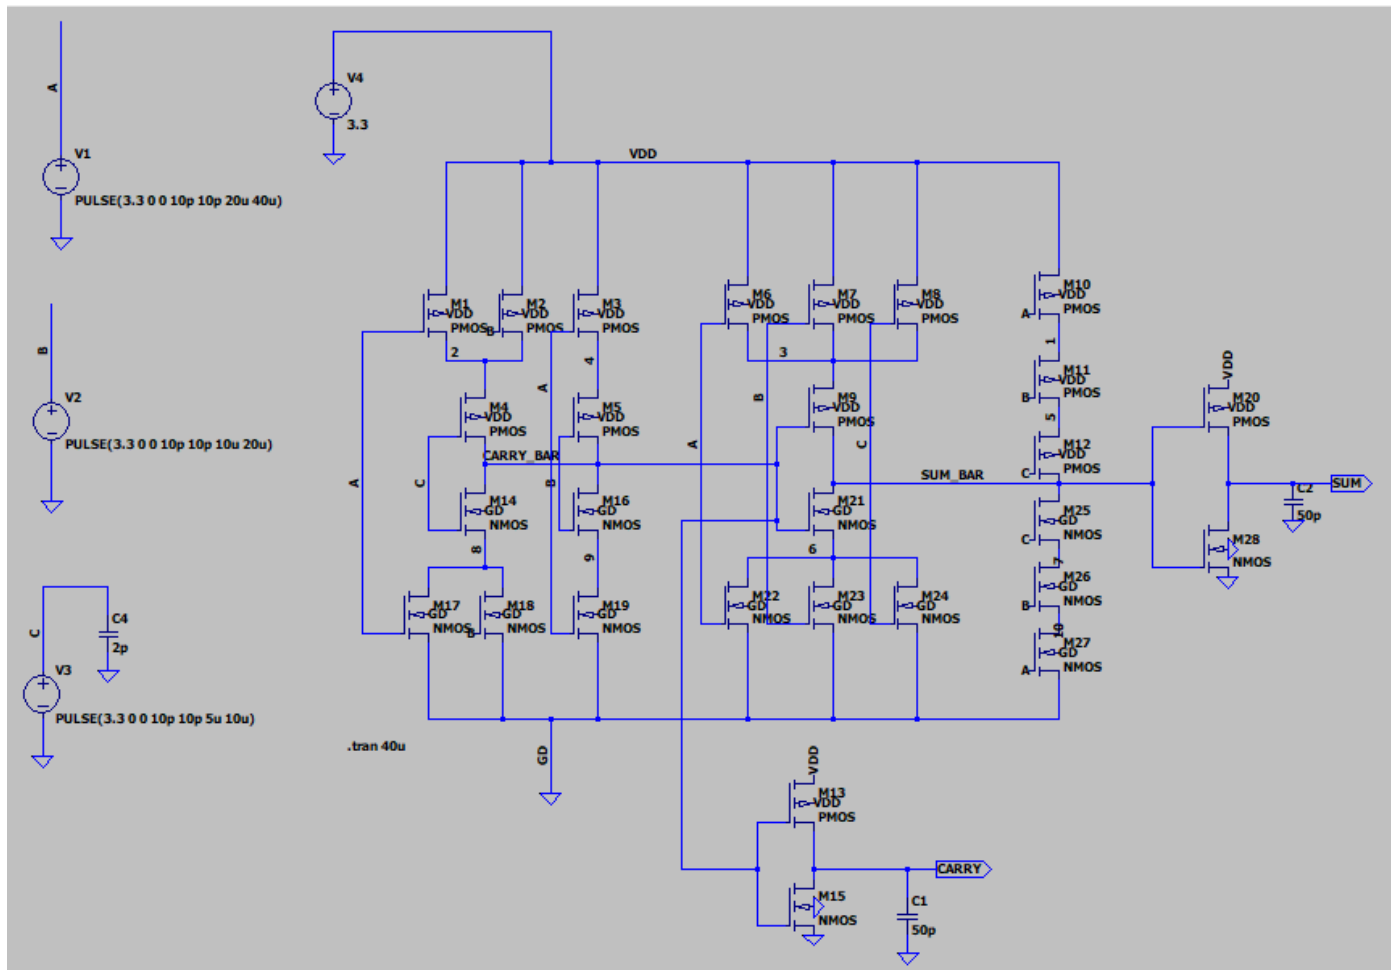 A
V1
PULSE(3.3 0 0 10p 10p 20u 40u)
B
V2
PULSE(3.3 0 0 10p 10p 10u 20u)
C
C4
2p
V3
PULSE(3.3 0 0 10p 10p 5u 10u)
V4
3.3
VDD
M1
VDD
PMOS
M2
VDD
PMOS
B
M3
VDD
PMOS
2
4
A
A
M4
VDD
PMOS
M5
VDD
PMOS
CARRY_BAR
C
B
M14
GD
NMOS
M16
GD
NMOS
8
9
M17
GD
NMOS
M18
GD
NMOS
B
M19
GD
NMOS
.tran 40u
GD
M6
VDD
PMOS
M7
VDD
PMOS
M8
VDD
PMOS
3
A
B
C
M9
VDD
PMOS
SUM_BAR
M21
GD
NMOS
6
M22
GD
NMOS
M23
GD
NMOS
M24
GD
NMOS
M10
VDD
PMOS
A
1
M11
VDD
PMOS
B
5
M12
VDD
PMOS
C
M25
GD
NMOS
C
7
M26
GD
NMOS
B
10
M27
GD
NMOS
A
VDD
M20
VDD
PMOS
SUM
C2
50p
M28
NMOS
VDD
M13
VDD
PMOS
CARRY
M15
NMOS
C1
50p